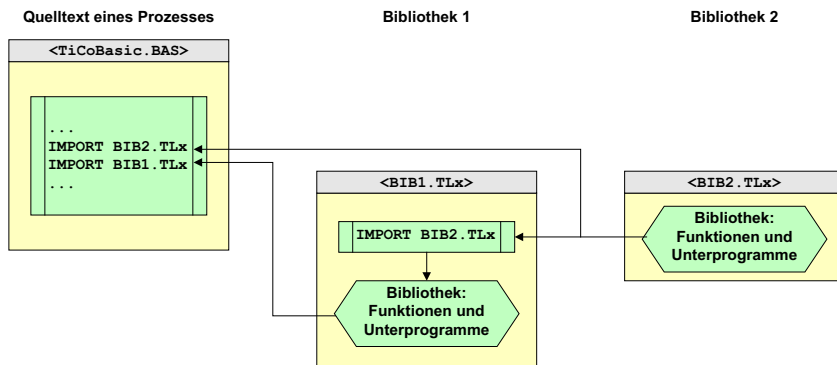 Quelltext eines Prozesses
Bibliothek 1
Bibliothek 2
<TiCoBasic.BAS>
...
IMPORT BIB2.TLx
IMPORT BIB1.TLx
...
<BIB1.TLx>
IMPORT BIB2.TLx
Bibliothek:
Funktionen und
Unterprogramme
<BIB2.TLx>
Bibliothek:
Funktionen und
Unterprogramme